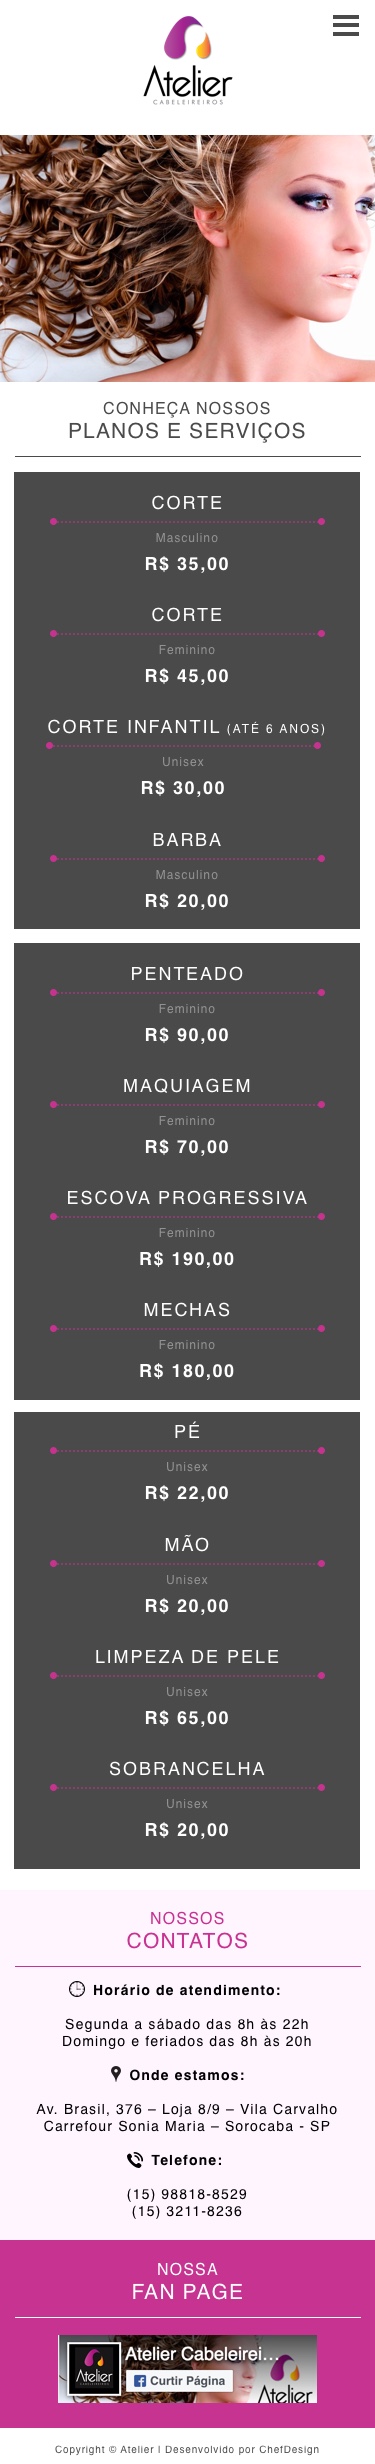 Atelier
CABELEIREIROS
CONHEÇA NOSSOS
PLANOS E SERVIÇOS
CORTE
Masculino
R$ 35,00
CORTE
Feminino
R$ 45,00
CORTE INFANTIL (ATÉ 6 ANOS)
Unisex
R$ 30,00
BARBA
Masculino
R$ 20,00
PENTEADO
Feminino
R$ 90,00
MAQUIAGEM
Feminino
R$ 70,00
ESCOVA PROGRESSIVA
Feminino
R$ 190,00
MECHAS
Feminino
R$ 180,00
PÉ
Unisex
R$ 22,00
MÃO
Unisex
R$ 20,00
LIMPEZA DE PELE
Unisex
R$ 65,00
SOBRANCELHA
Unisex
R$ 20,00
NOSSOS
CONTATOS
Horário de atendimento:
Segunda a sábado das 8h às 22h
Domingo e feriados das 8h às 20h
Onde estamos:
Av. Brasil, 376 – Loja 8/9 – Vila Carvalho
Carrefour Sonia Maria – Sorocaba - SP
Telefone:
(15) 98818-8529
(15) 3211-8236
NOSSA
FAN PAGE
Atelier
Atelier Cabeleirei...
Curtir Página
Atelier
Copyright © Atelier | Desenvolvido por ChefDesign